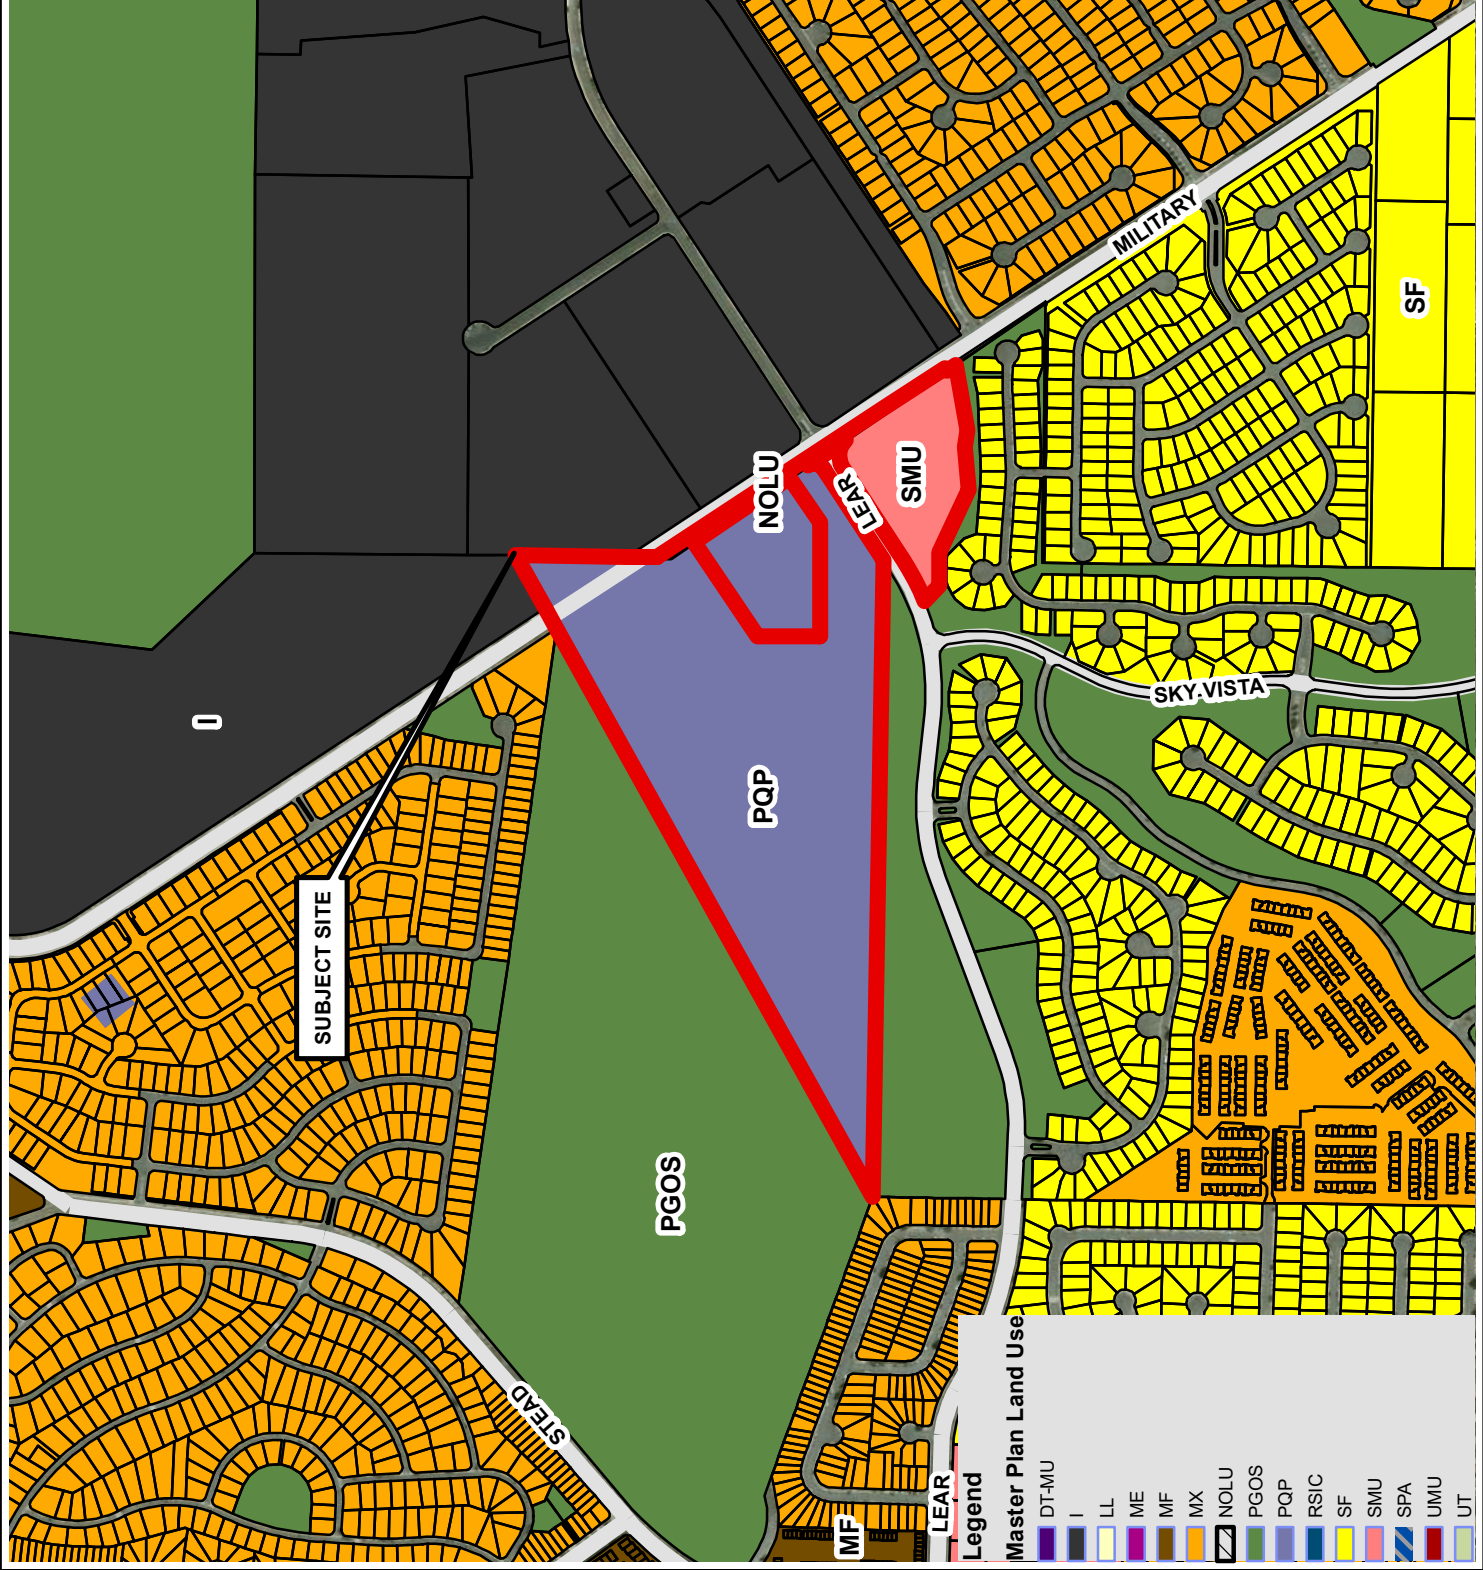 I
SUBJECT SITE
NOLU
LEAR
SMU
MILITARY
SF
SKY VISTA
PQP
PGOS
STEAD
MF
LEAR
Legend
Master Plan Land Use
DT-MU
I
LL
ME
MF
MX
NOLU
PGOS
PQP
RSIC
SF
SMU
SPA
UMU
UT